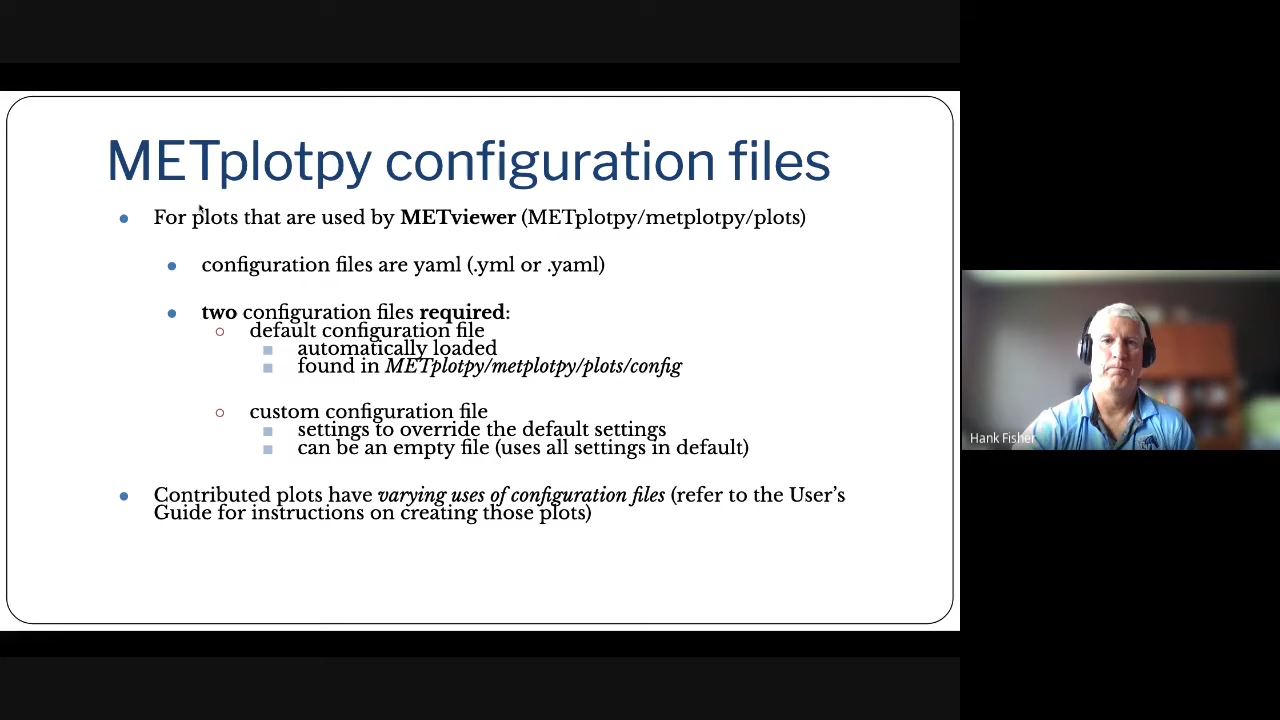 METplotpy configuration files
For plots that are used by METviewer (METplotpy/metplotpy/plots)
configuration files are yaml (.yml or .yaml)
two configuration files required:
default configuration file
automatically loaded
found in METplotpy/metplotpy/plots/config
custom configuration file
settings to override the default settings
can be an empty file (uses all settings in default)
Contributed plots have varying uses of configuration files (refer to the User’s
Guide for instructions on creating those plots)
Hank Fisher